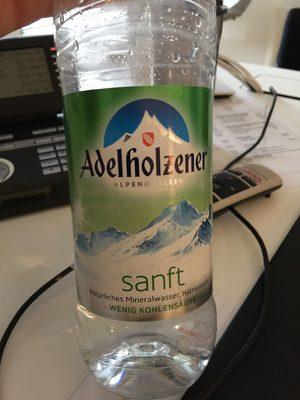 Adelholzener
ALPENQUELLEN
sanft
Natürliches Mineralwasser,
WENIG KOHLENSÄURE